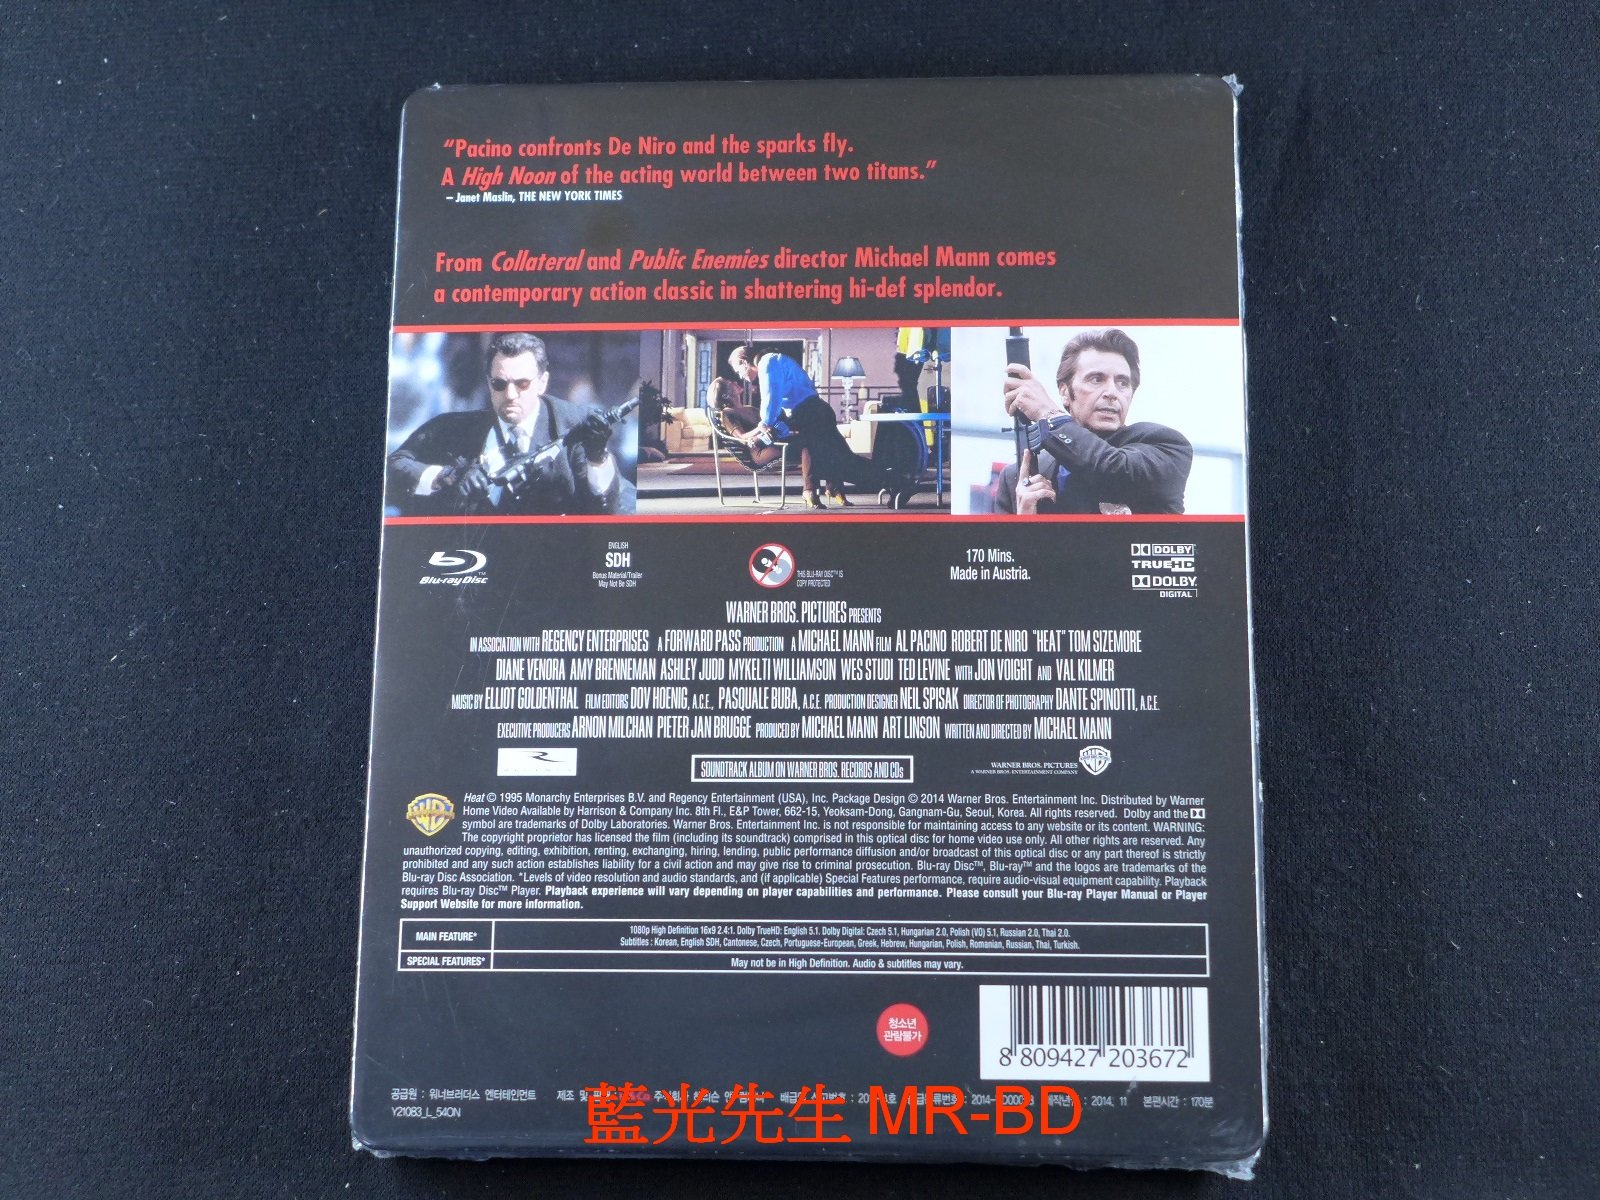 “Pacino confronts De Niro and the sparks fly.
A High Noon of the acting world between two titans.”
– Janet Maslin, THE NEW YORK TIMES
From Collateral and Public Enemies director Michael Mann comes
a contemporary action classic in shattering hi-def splendor.
Blu-ray Disc™
ENGLISH
SDH
Bonus Material/Trailer
May Not Be SDH
THIS BLU-RAY DISC™ IS
COPY PROTECTED
170 Mins.
Made in Austria.
DOLBY
TRUEHD
DOLBY
DIGITAL
WARNER BROS. PICTURES PRESENTS
IN ASSOCIATION WITH REGENCY ENTERPRISES A FORWARD PASS PRODUCTION A MICHAEL MANN FILM AL PACINO ROBERT DE NIRO "HEAT" TOM SIZEMORE
DIANE VENORA AMY BRENNEMAN ASHLEY JUDD MYKELTI WILLIAMSON WES STUDI TED LEVINE WITH JON VOIGHT AND VAL KILMER
MUSIC BY ELLIOT GOLDENTHAL FILM EDITORS DOV HOENIG, A.C.E., PASQUALE BUBA, A.C.E. PRODUCTION DESIGNER NEIL SPISAK DIRECTOR OF PHOTOGRAPHY DANTE SPINOTTI, A.C.E.
EXECUTIVE PRODUCERS ARNON MILCHAN PIETER JAN BRUGGE PRODUCED BY MICHAEL MANN ART LINSON WRITTEN AND DIRECTED BY MICHAEL MANN
SOUNDTRACK ALBUM ON WARNER BROS. RECORDS AND CDs
WARNER BROS. PICTURES
A WARNER BROS. ENTERTAINMENT COMPANY
Heat © 1995 Monarchy Enterprises B.V. and Regency Entertainment (USA), Inc. Package Design © 2014 Warner Bros. Entertainment Inc. Distributed by Warner
Home Video Available by Harrison & Company Inc. 8th Fl., E&P Tower, 662-15, Yeoksam-Dong, Gangnam-Gu, Seoul, Korea. All rights reserved. Dolby and the
symbol are trademarks of Dolby Laboratories. Warner Bros. Entertainment Inc. is not responsible for maintaining access to any website or its content. WARNING:
The copyright proprietor has licensed the film (including its soundtrack) comprised in this optical disc for home video use only. All other rights are reserved. Any
unauthorized copying, editing, exhibition, renting, exchanging, hiring, lending, public performance diffusion and/or broadcast of this optical disc or any part thereof is strictly
prohibited and any such action establishes liability for a civil action and may give rise to criminal prosecution. Blu-ray Disc™, Blu-ray™ and the logos are trademarks of the
Blu-ray Disc Association. *Levels of video resolution and audio standards, and (if applicable) Special Features performance, require audio-visual equipment capability. Playback
requires Blu-ray Disc™ Player. Playback experience will vary depending on player capabilities and performance. Please consult your Blu-ray Player Manual or Player
Support Website for more information.
MAIN FEATURE*
1080p High Definition 16x9 2.4:1. Dolby TrueHD: English 5.1. Dolby Digital: Czech 5.1, Hungarian 2.0, Polish (VO) 5.1, Russian 2.0, Thai 2.0.
Subtitles : Korean, English SDH, Cantonese, Czech, Portuguese-European, Greek, Hebrew, Hungarian, Polish, Romanian, Russian, Thai, Turkish.
SPECIAL FEATURES*
May not be in High Definition. Audio & subtitles may vary.
청소년
관람불가
8 809427 203672
공급원 : 워너브러더스 엔터테인먼트 제조 및 2014. 11 본편시간 : 170분
Y21083_L_540N
藍光先生 MR-BD